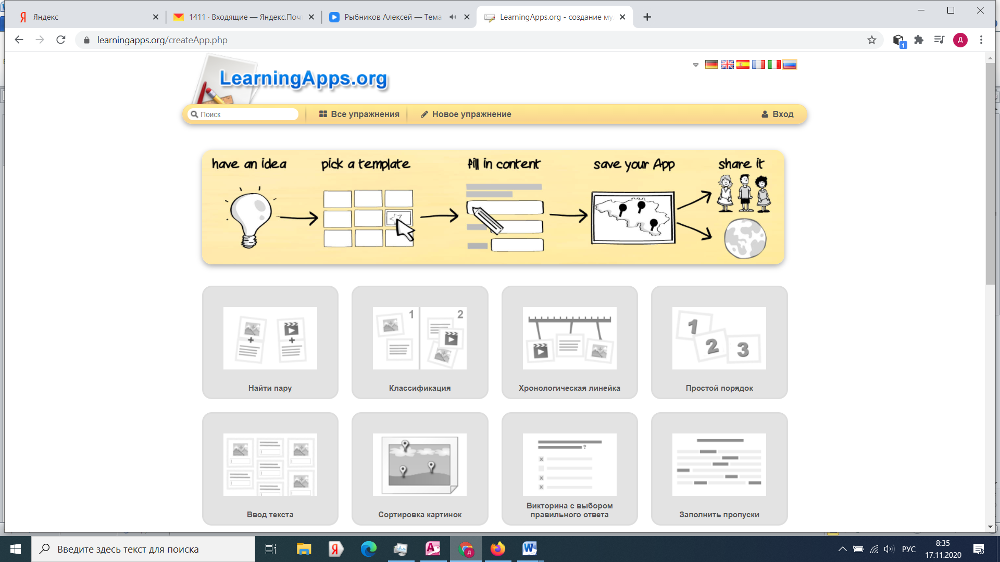 Яндекс
1411 · Входящие — Яндекс.Поч
Рыбников Алексей — Тема
LearningApps.org - создание му
learningapps.org/createApp.php
1
Д
LearningApps.org
Поиск
Все упражнения
Новое упражнение
Вход
have an idea
pick a template
fill in content
save your App
share it
1
2
1
2
3
Найти пару
Классификация
Хронологическая линейка
Простой порядок
?
x
x
x
Ввод текста
Сортировка картинок
Викторина с выбором
правильного ответа
Заполнить пропуски
Введите здесь текст для поиска
РУС
8:35
17.11.2020